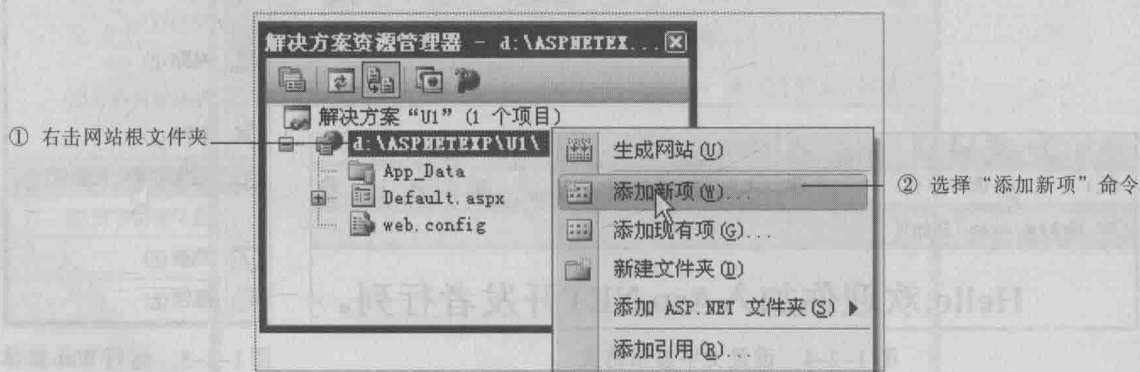 解决方案资源管理器 - d:\ASPNETEX...
解决方案“U1”(1 个项目)
① 右击网站根文件夹
d:\ASPNETEXP\U1\
App_Data
Default.aspx
web.config
生成网站(U)
添加新项(W)...
② 选择“添加新项”命令
添加现有项(G)...
新建文件夹(D)
添加 ASP.NET 文件夹(S)
添加引用(R)...